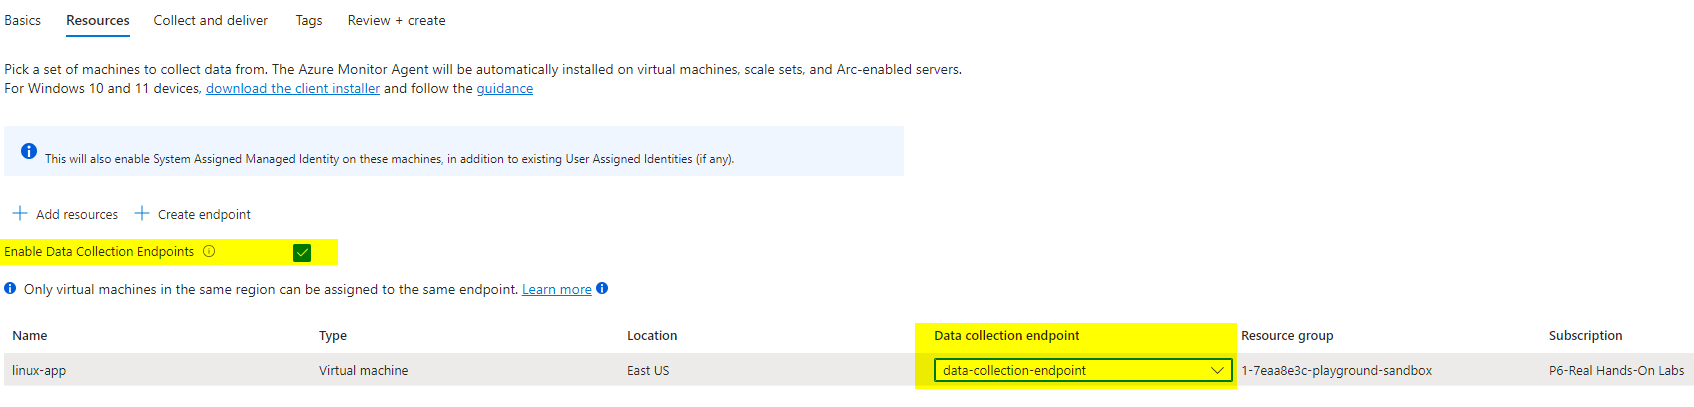 Basics Resources Collect and deliver Tags Review + create
Pick a set of machines to collect data from. The Azure Monitor Agent will be automatically installed on virtual machines, scale sets, and Arc-enabled servers.
For Windows 10 and 11 devices, download the client installer and follow the guidance
This will also enable System Assigned Managed Identity on these machines, in addition to existing User Assigned Identities (if any).
+ Add resources + Create endpoint
Enable Data Collection Endpoints
Only virtual machines in the same region can be assigned to the same endpoint. Learn more
Name Type Location Data collection endpoint Resource group Subscription
linux-app Virtual machine East US data-collection-endpoint 1-7eaa8e3c-playground-sandbox P6-Real Hands-On Labs